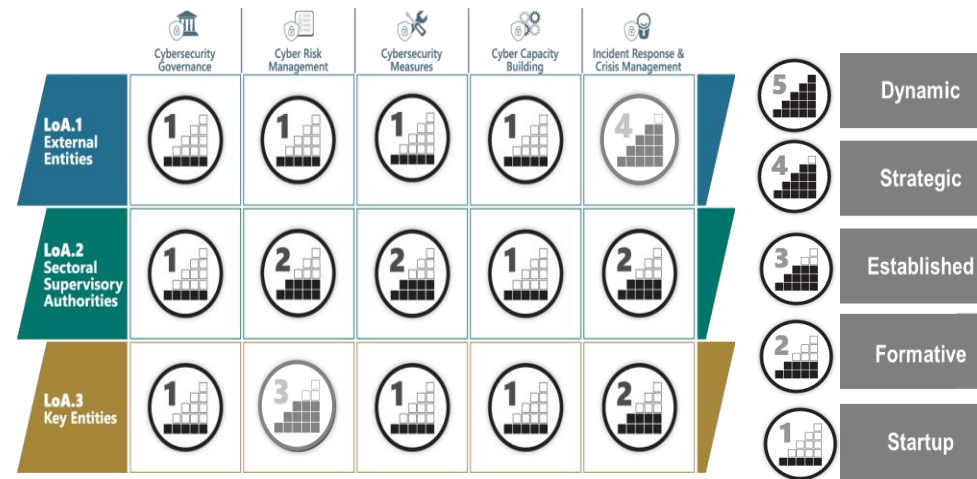 Cybersecurity
Governance
Cyber Risk
Management
Cybersecurity
Measures
Cyber Capacity
Building
Incident Response &
Crisis Management
LoA.1
External
Entities
1
1
1
1
4
LoA.2
Sectoral
Supervisory
Authorities
1
2
2
1
2
LoA.3
Key Entities
1
3
1
1
2
5
Dynamic
4
Strategic
3
Established
2
Formative
1
Startup